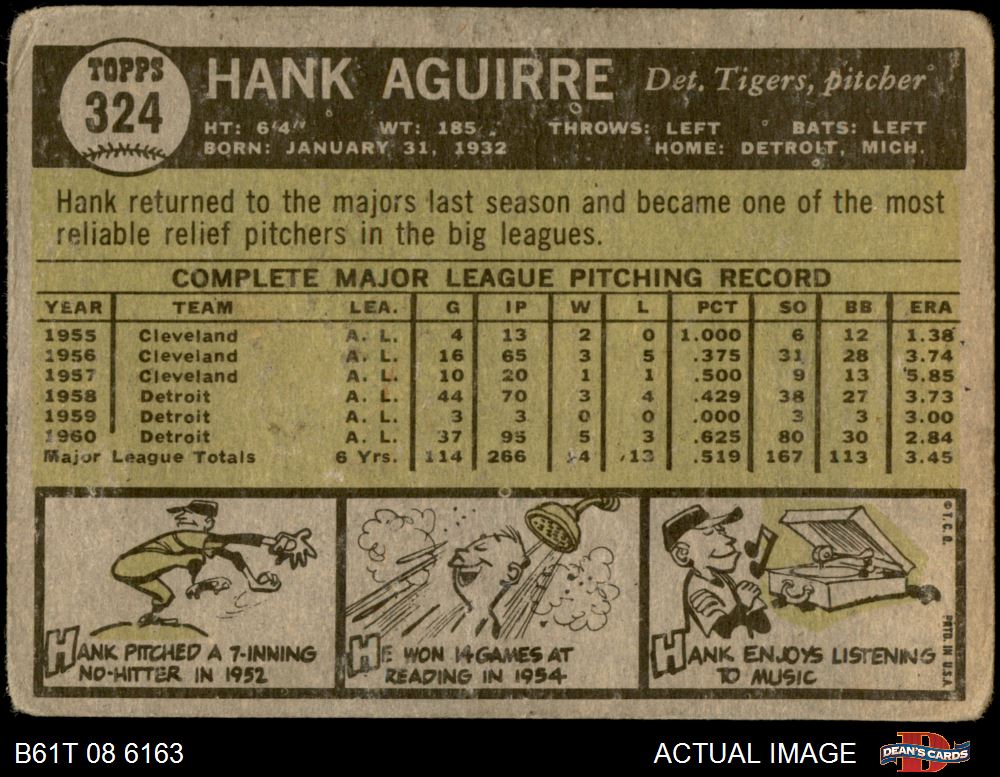 TOPPS
324
HANK AGUIRRE Det. Tigers, pitcher
HT: 6'4" WT: 185 THROWS: LEFT BATS: LEFT
BORN: JANUARY 31, 1932 HOME: DETROIT, MICH.
Hank returned to the majors last season and became one of the most
reliable relief pitchers in the big leagues.
COMPLETE MAJOR LEAGUE PITCHING RECORD
YEAR TEAM LEA. G IP W L PCT SO BB ERA
1955 Cleveland A. L. 4 13 2 0 1.000 6 12 1.38
1956 Cleveland A. L. 16 65 3 5 .375 31 28 3.74
1957 Cleveland A. L. 10 20 1 1 .500 9 13 5.85
1958 Detroit A. L. 44 70 3 4 .429 38 27 3.73
1959 Detroit A. L. 3 3 0 0 .000 3 3 3.00
1960 Detroit A. L. 37 95 5 3 .625 80 30 2.84
Major League Totals 6 Yrs. 114 266 14 13 .519 167 113 3.45
HANK PITCHED A 7-INNING
NO-HITTER IN 1952
HE WON 14 GAMES AT
READING IN 1954
HANK ENJOYS LISTENING
TO MUSIC
© T. C. G.
PRTD. IN U.S.A.
B61T 08 6163 ACTUAL IMAGE DEAN'S CARDS